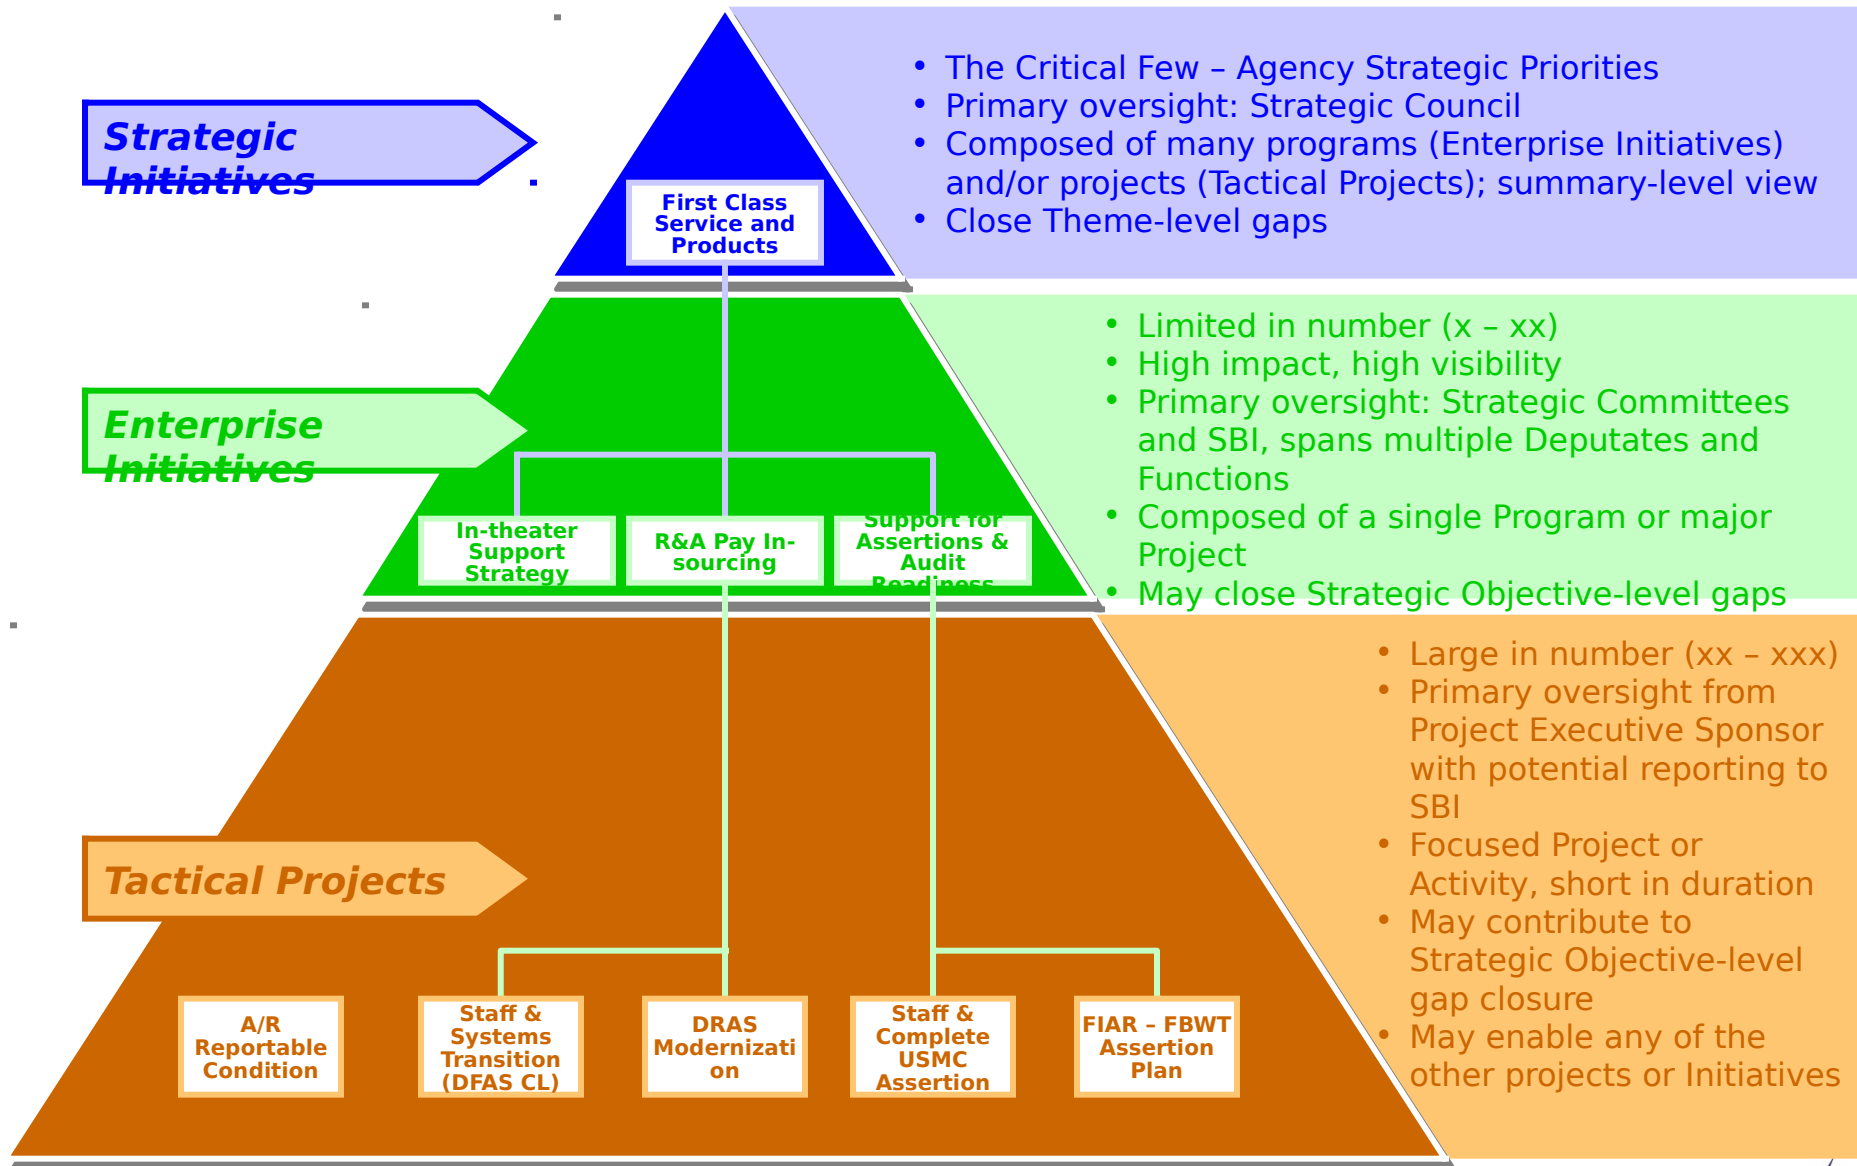 Strategic
Initiatives
• The Critical Few – Agency Strategic Priorities
• Primary oversight: Strategic Council
• Composed of many programs (Enterprise Initiatives)
and/or projects (Tactical Projects); summary-level view
• Close Theme-level gaps
First Class
Service and
Products
Enterprise
Initiatives
• Limited in number (x – xx)
• High impact, high visibility
• Primary oversight: Strategic Committees
and SBI, spans multiple Deputates and
Functions
• Composed of a single Program or major
Project
• May close Strategic Objective-level gaps
In-theater
Support
Strategy
R&A Pay In-
sourcing
Support for
Assertions &
Audit
Readiness
Tactical Projects
• Large in number (xx – xxx)
• Primary oversight from
Project Executive Sponsor
with potential reporting to
SBI
• Focused Project or
Activity, short in duration
• May contribute to
Strategic Objective-level
gap closure
• May enable any of the
other projects or Initiatives
A/R
Reportable
Condition
Staff &
Systems
Transition
(DFAS CL)
DRAS
Modernizati
on
Staff &
Complete
USMC
Assertion
FIAR – FBWT
Assertion
Plan